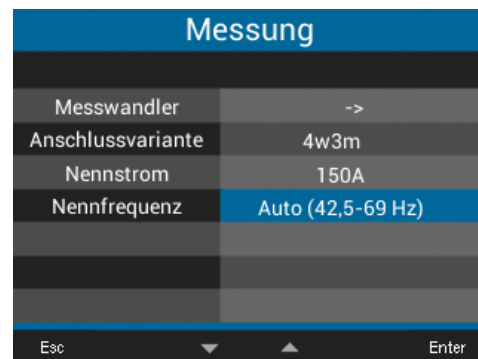 Messung
Messwandler ->
Anschlussvariante 4w3m
Nennstrom 150A
Nennfrequenz Auto (42,5-69 Hz)
Esc Enter